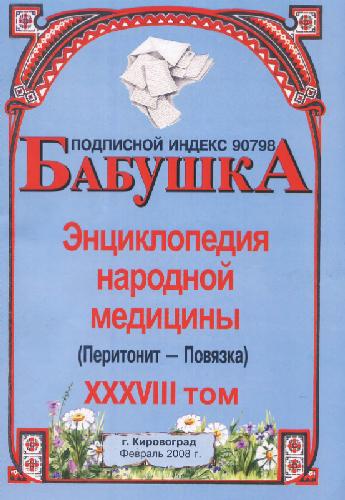 ПОДПИСНОЙ ИНДЕКС 90798
БАБУШКА
Энциклопедия
народной
медицины
(Перитонит — Повязка)
XXXVIII том
г. Кировоград
Февраль 2008 г.